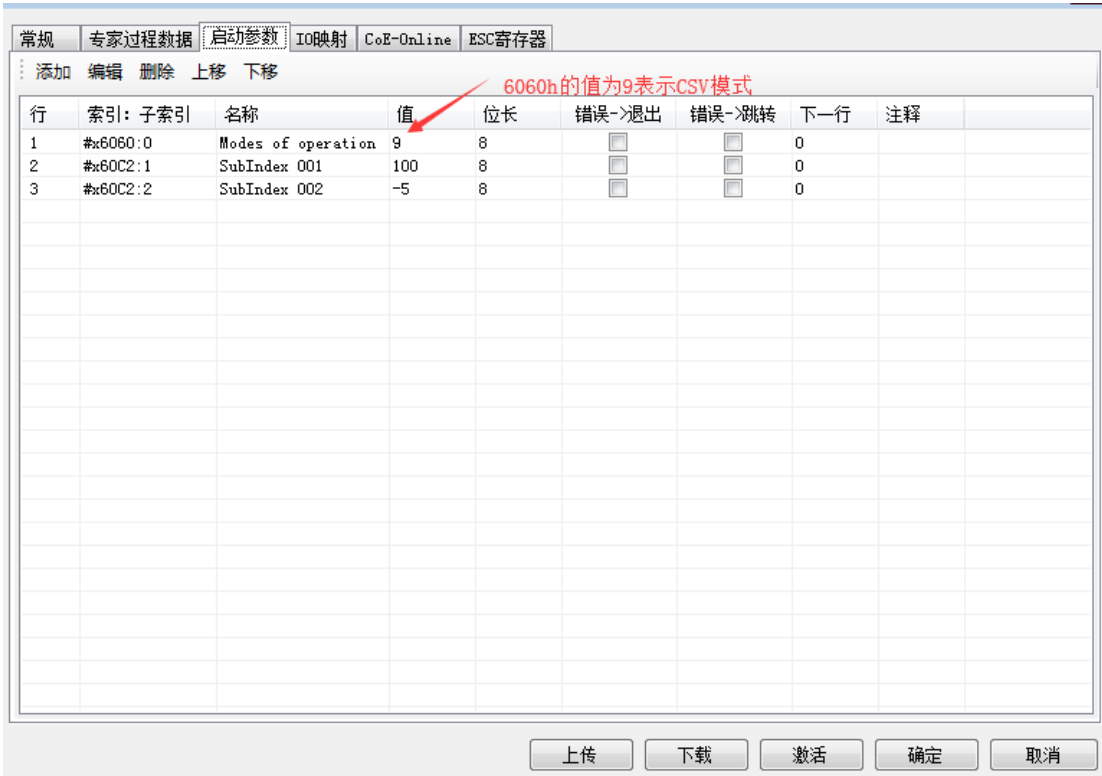 常规 专家过程数据 启动参数 IO映射 CoE-Online ESC寄存器
添加 编辑 删除 上移 下移
6060h的值为9表示CSV模式
行 索引: 子索引 名称 值 位长 错误->退出 错误->跳转 下一行 注释
1 #x6060:0 Modes of operation 9 8 0
2 #x60C2:1 SubIndex 001 100 8 0
3 #x60C2:2 SubIndex 002 -5 8 0
上传 下载 激活 确定 取消